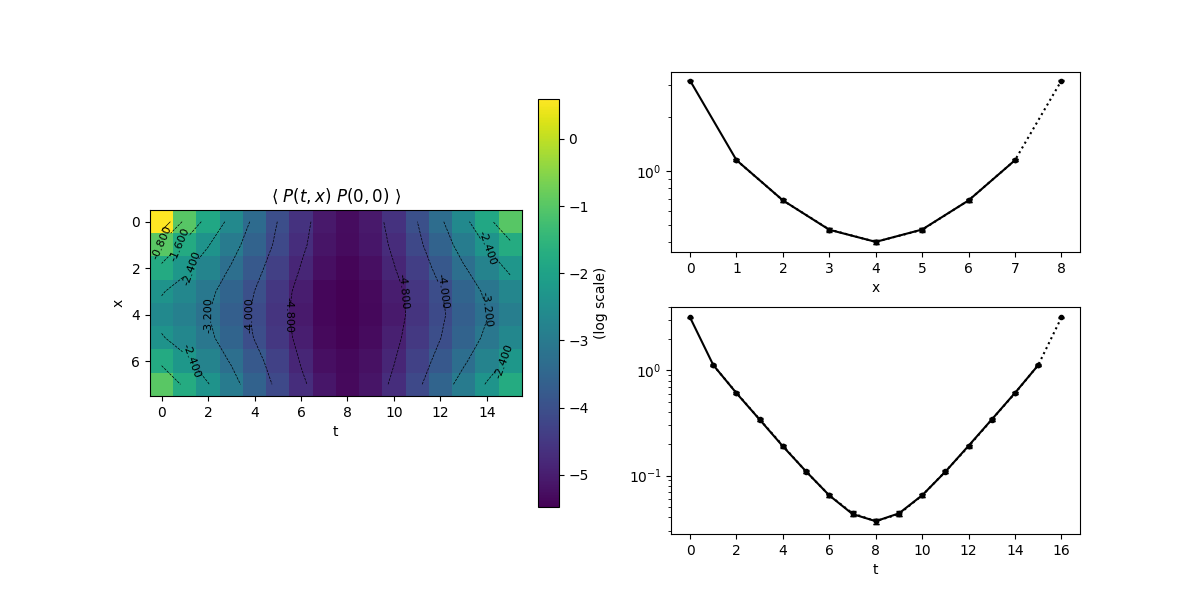 ⟨ P(t, x) P(0, 0) ⟩
x
0
2
4
6
0 2 4 6 8 10 12 14
t
-0.800
-1.600
-2.400
-3.200
-4.000
-4.800
-2.400
-4.800
-4.000
-3.200
-2.400
-2.400
0
−1
−2
−3
−4
−5
(log scale)
10⁰
0 1 2 3 4 5 6 7 8
x
10⁰
10⁻¹
0 2 4 6 8 10 12 14 16
t